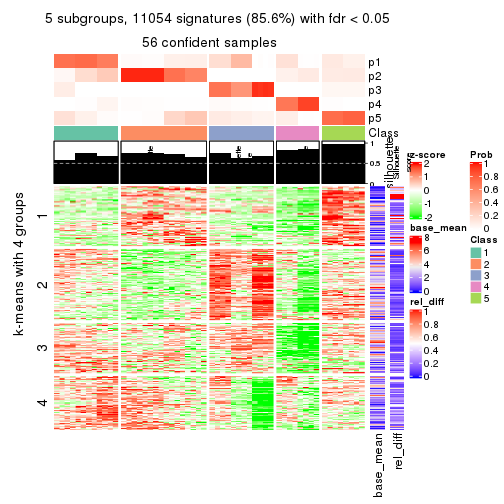 5 subgroups, 11054 signatures (85.6%) with fdr < 0.05
56 confident samples
p1
p2
p3
p4
p5
Class
1
0.5
0
silhouette
k-means with 4 groups
1
2
3
4
base_mean
rel_diff
z-score
2
1
0
-1
-2
base_mean
8
6
4
2
0
rel_diff
1
0.8
0.6
0.4
0.2
0
Prob
1
0.8
0.6
0.4
0.2
0
Class
1
2
3
4
5